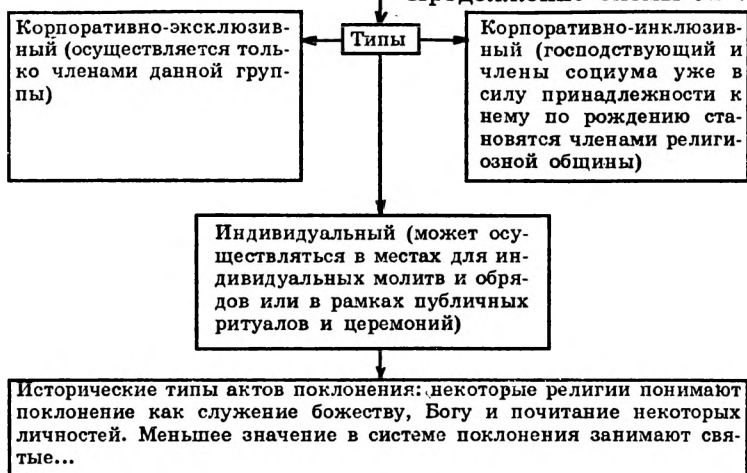 Корпоративно-эксклюзив-
ный (осуществляется толь-
ко членами данной груп-
пы)
Типы
Корпоративно-инклюзив-
ный (господствующий и
члены социума уже в
силу принадлежности к
нему по рождению ста-
новятся членами религи-
озной общины)
Индивидуальный (может осу-
ществляться в местах для ин-
дивидуальных молитв и обря-
дов или в рамках публичных
ритуалов и церемоний)
Исторические типы актов поклонения: некоторые религии понимают
поклонение как служение божеству, Богу и почитание некоторых
личностей. Меньшее значение в системе поклонения занимают свя-
тые...